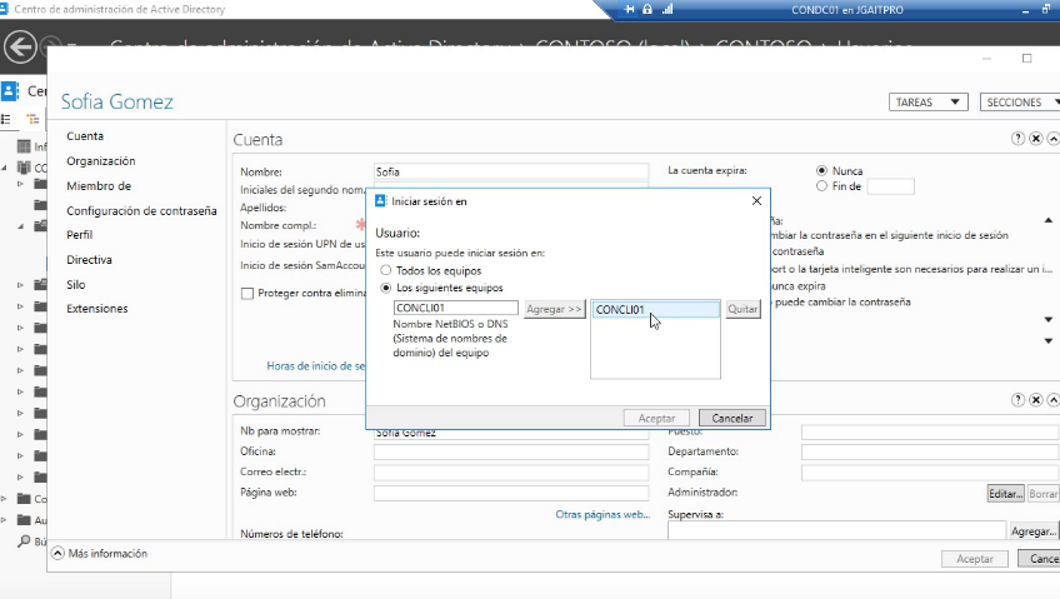 Centro de administración de Active Directory
CONDC01 en JGAITPRO
Centro de administración de Active Directory
CONTOSO (local)
CONTOSO
Usuarios
Cer
Sofia Gomez
TAREAS
SECCIONES
Cuenta
Organización
Miembro de
Configuración de contraseña
Perfil
Directiva
Silo
Extensiones
Inf
CO
Co
Au
Bú
Cuenta
Nombre:
Sofia
Iniciales del segundo nom.
Apellidos:
Nombre compl.:
Inicio de sesión UPN de us
Inicio de sesión SamAccou
Proteger contra elimina
Horas de inicio de se
La cuenta expira:
Nunca
Fin de
ña:
mbiar la contraseña en el siguiente inicio de sesión
contraseña
ort o la tarjeta inteligente son necesarios para realizar un i...
unca expira
puede cambiar la contraseña
Iniciar sesión en
Usuario:
Este usuario puede iniciar sesión en:
Todos los equipos
Los siguientes equipos
CONCLI01
Agregar >>
CONCLI01
Quitar
Nombre NetBIOS o DNS
(Sistema de nombres de
dominio) del equipo
Aceptar
Cancelar
Organización
Nb para mostrar:
Sofia Gomez
Oficina:
Correo electr.:
Página web:
Otras páginas web...
Números de teléfono:
Puesto:
Departamento:
Compañía:
Administrador:
Editar...
Borrar
Supervisa a:
Agregar...
Más información
Aceptar
Cance